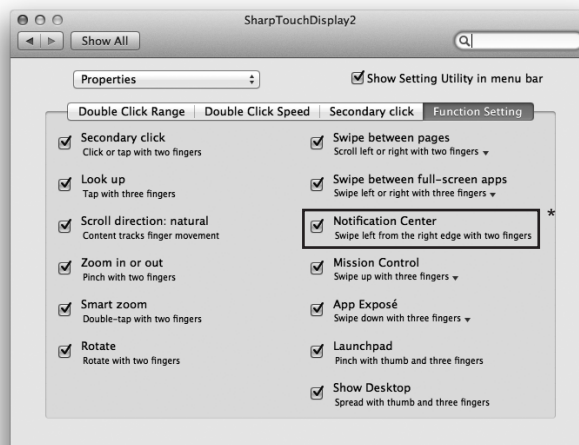 SharpTouchDisplay2
Show All
Properties
Show Setting Utility in menu bar
Double Click Range Double Click Speed Secondary click Function Setting
Secondary click
Click or tap with two fingers
Look up
Tap with three fingers
Scroll direction: natural
Content tracks finger movement
Zoom in or out
Pinch with two fingers
Smart zoom
Double-tap with two fingers
Rotate
Rotate with two fingers
Swipe between pages
Scroll left or right with two fingers
Swipe between full-screen apps
Swipe left or right with three fingers
Notification Center *
Swipe left from the right edge with two fingers
Mission Control
Swipe up with three fingers
App Exposé
Swipe down with three fingers
Launchpad
Pinch with thumb and three fingers
Show Desktop
Spread with thumb and three fingers